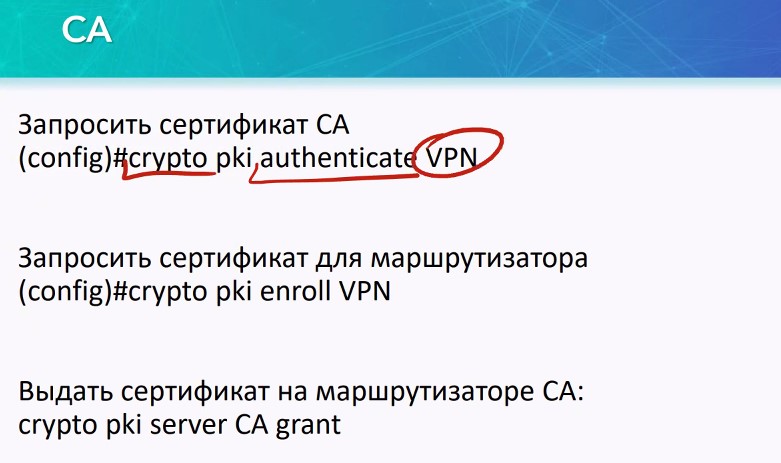 CA
Запросить сертификат CA
(config)#crypto pki authenticate VPN
Запросить сертификат для маршрутизатора
(config)#crypto pki enroll VPN
Выдать сертификат на маршрутизаторе CA:
crypto pki server CA grant